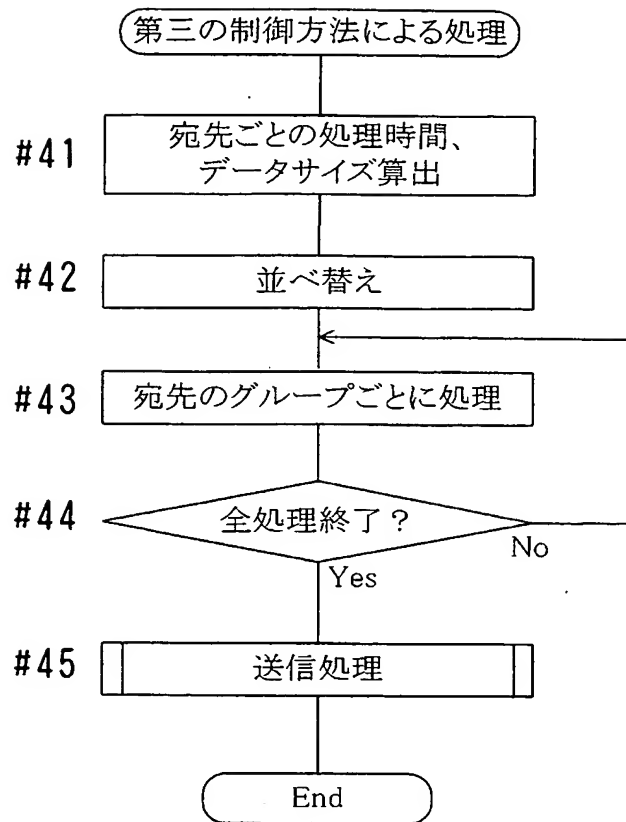 第三の制御方法による処理
#41
宛先ごとの処理時間、
データサイズ算出
#42
並べ替え
#43
宛先のグループごとに処理
#44
全処理終了？
No
Yes
#45
送信処理
End